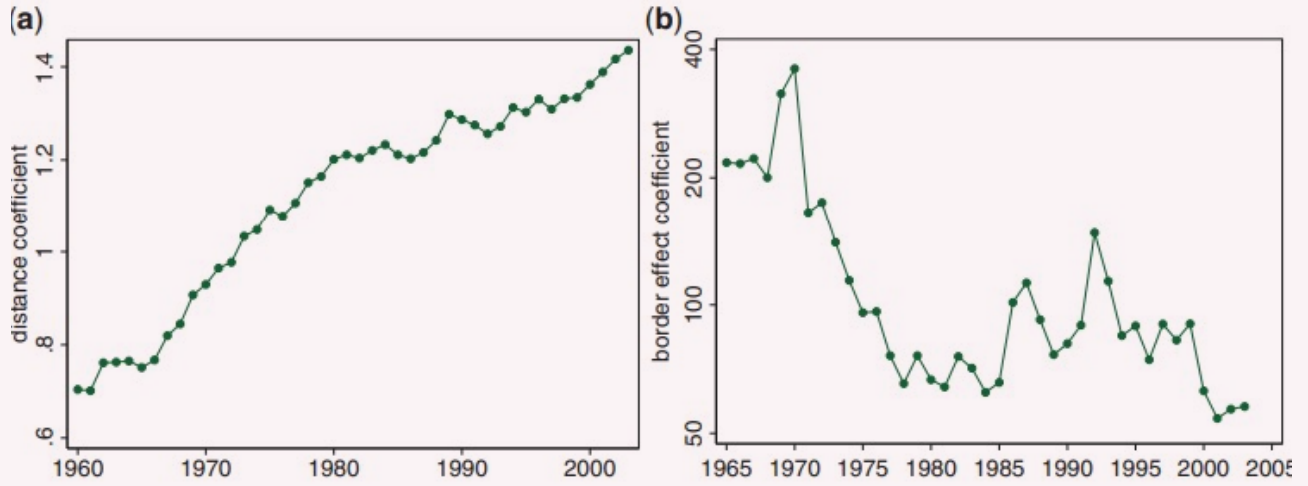 (a)
distance coefficient
1.4
1.2
1
.8
.6
1960 1970 1980 1990 2000
(b)
border effect coefficient
400
200
100
50
1965 1970 1975 1980 1985 1990 1995 2000 2005